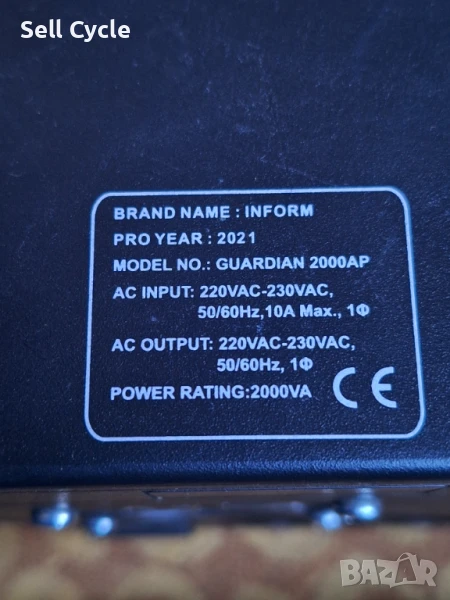 Sell Cycle
BRAND NAME : INFORM
PRO YEAR : 2021
MODEL NO.: GUARDIAN 2000AP
AC INPUT: 220VAC-230VAC,
50/60Hz,10A Max., 1Φ
AC OUTPUT: 220VAC-230VAC,
50/60Hz, 1Φ
POWER RATING:2000VA
CE
BAZAR